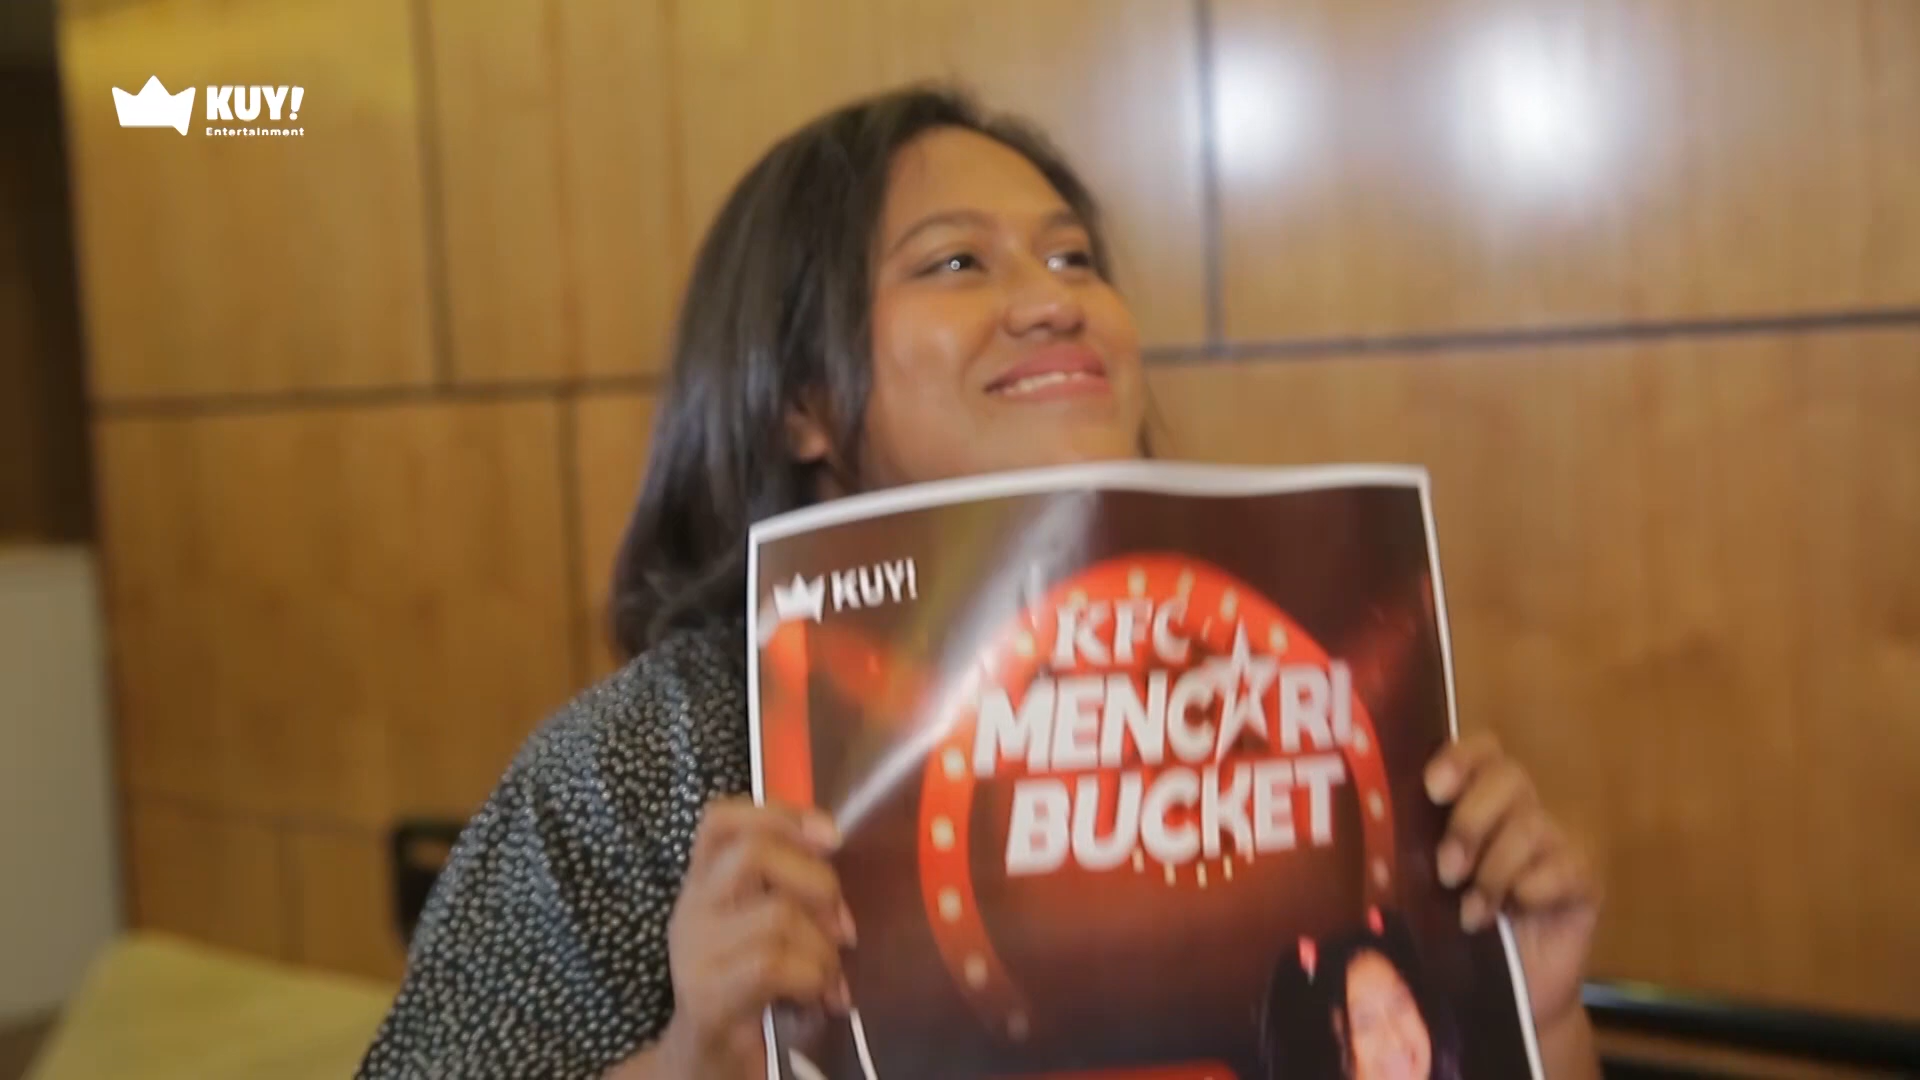 KUY!
Entertainment
KUY!
KFC
MENCARI
BUCKET